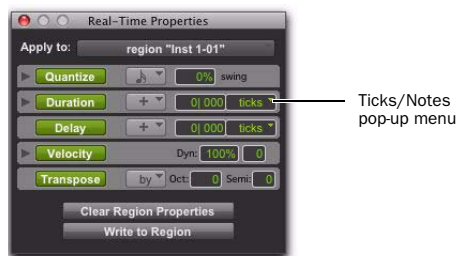 Real-Time Properties
Apply to: region "Inst 1-01"
Quantize 0% swing
Duration + 0| 000 ticks
Ticks/Notes
pop-up menu
Delay + 0| 000 ticks
Velocity Dyn: 100% 0
Transpose by Oct: 0 Semi: 0
Clear Region Properties
Write to Region